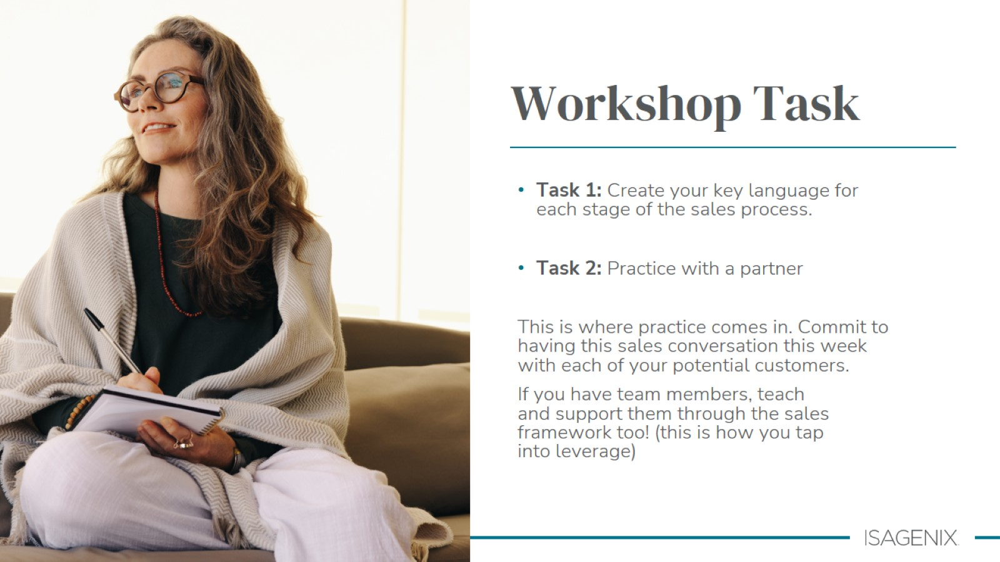 Workshop Task
• Task 1: Create your key language for
each stage of the sales process.
• Task 2: Practice with a partner
This is where practice comes in. Commit to
having this sales conversation this week
with each of your potential customers.
If you have team members, teach
and support them through the sales
framework too! (this is how you tap
into leverage)
ISAGENIX